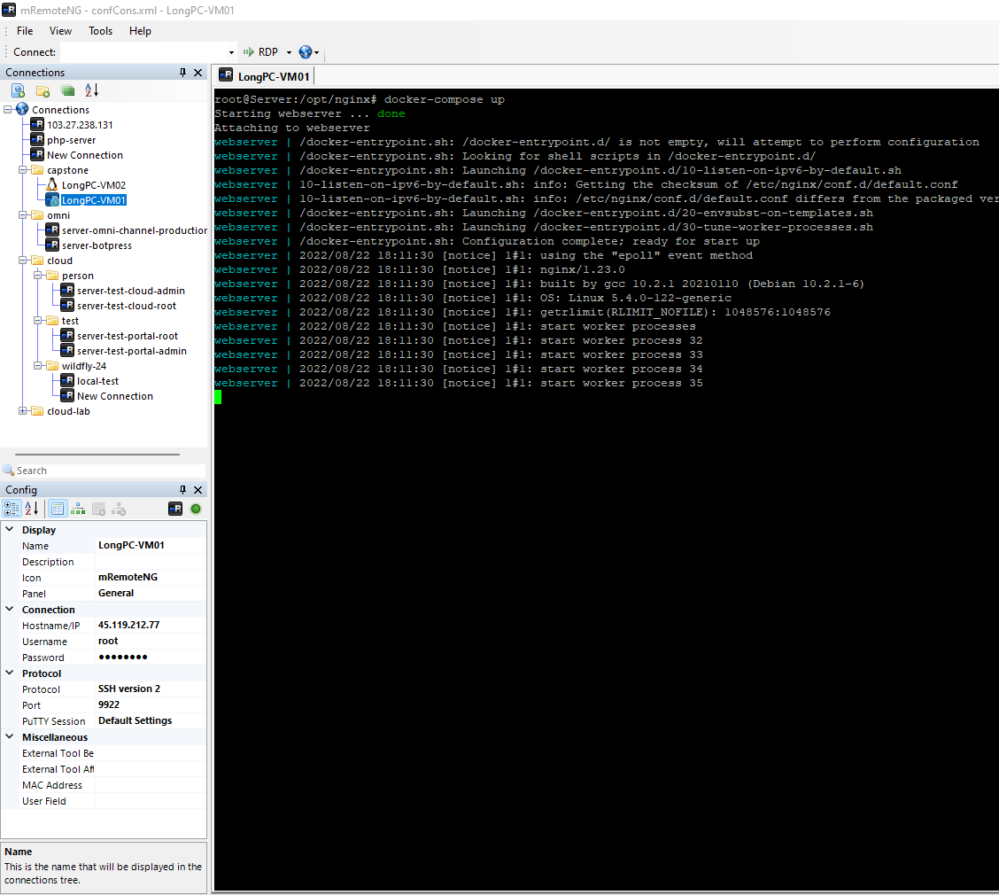 mRemoteNG - confCons.xml - LongPC-VM01
File View Tools Help
Connect: RDP
Connections
Connections
103.27.238.131
php-server
New Connection
capstone
LongPC-VM02
LongPC-VM01
omni
server-omni-channel-production
server-botpress
cloud
person
server-test-cloud-admin
server-test-cloud-root
test
server-test-portal-root
server-test-portal-admin
wildfly-24
local-test
New Connection
cloud-lab
Search
Config
Display
Name LongPC-VM01
Description
Icon mRemoteNG
Panel General
Connection
Hostname/IP 45.119.212.77
Username root
Password ●●●●●●●●
Protocol
Protocol SSH version 2
Port 9922
PuTTY Session Default Settings
Miscellaneous
External Tool Be
External Tool Aft
MAC Address
User Field
Name
This is the name that will be displayed in the
connections tree.
LongPC-VM01
root@Server:/opt/nginx# docker-compose up
Starting webserver ... done
Attaching to webserver
webserver | /docker-entrypoint.sh: /docker-entrypoint.d/ is not empty, will attempt to perform configuration
webserver | /docker-entrypoint.sh: Looking for shell scripts in /docker-entrypoint.d/
webserver | /docker-entrypoint.sh: Launching /docker-entrypoint.d/10-listen-on-ipv6-by-default.sh
webserver | 10-listen-on-ipv6-by-default.sh: info: Getting the checksum of /etc/nginx/conf.d/default.conf
webserver | 10-listen-on-ipv6-by-default.sh: info: /etc/nginx/conf.d/default.conf differs from the packaged ver
webserver | /docker-entrypoint.sh: Launching /docker-entrypoint.d/20-envsubst-on-templates.sh
webserver | /docker-entrypoint.sh: Launching /docker-entrypoint.d/30-tune-worker-processes.sh
webserver | /docker-entrypoint.sh: Configuration complete; ready for start up
webserver | 2022/08/22 18:11:30 [notice] 1#1: using the "epoll" event method
webserver | 2022/08/22 18:11:30 [notice] 1#1: nginx/1.23.0
webserver | 2022/08/22 18:11:30 [notice] 1#1: built by gcc 10.2.1 20210110 (Debian 10.2.1-6)
webserver | 2022/08/22 18:11:30 [notice] 1#1: OS: Linux 5.4.0-122-generic
webserver | 2022/08/22 18:11:30 [notice] 1#1: getrlimit(RLIMIT_NOFILE): 1048576:1048576
webserver | 2022/08/22 18:11:30 [notice] 1#1: start worker processes
webserver | 2022/08/22 18:11:30 [notice] 1#1: start worker process 32
webserver | 2022/08/22 18:11:30 [notice] 1#1: start worker process 33
webserver | 2022/08/22 18:11:30 [notice] 1#1: start worker process 34
webserver | 2022/08/22 18:11:30 [notice] 1#1: start worker process 35